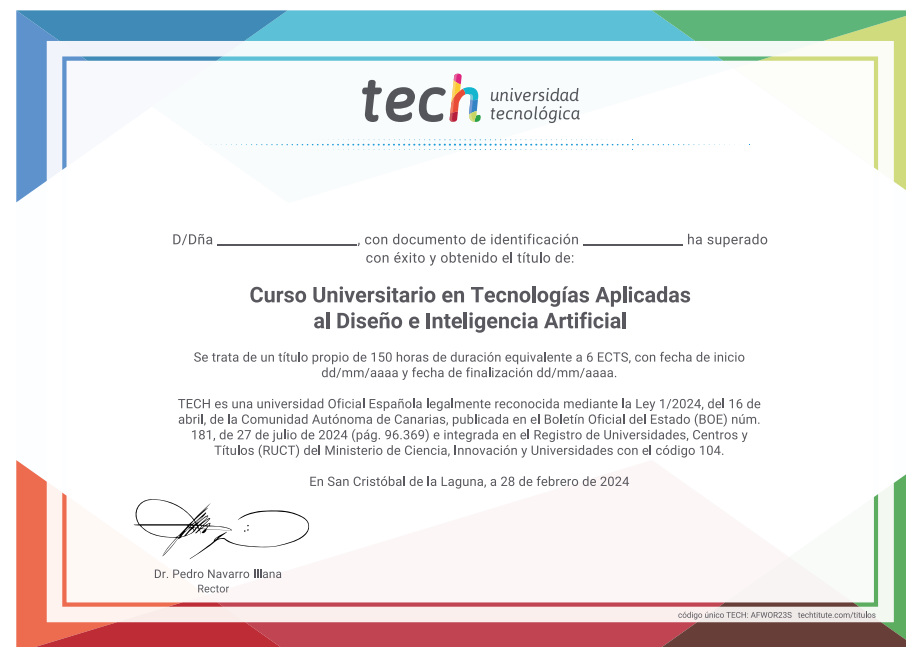 tech universidad
tecnológica
D/Dña ____________________, con documento de identificación ______________ ha superado
con éxito y obtenido el título de:
Curso Universitario en Tecnologías Aplicadas
al Diseño e Inteligencia Artificial
Se trata de un título propio de 150 horas de duración equivalente a 6 ECTS, con fecha de inicio
dd/mm/aaaa y fecha de finalización dd/mm/aaaa.
TECH es una universidad Oficial Española legalmente reconocida mediante la Ley 1/2024, del 16 de
abril, de la Comunidad Autónoma de Canarias, publicada en el Boletín Oficial del Estado (BOE) núm.
181, de 27 de julio de 2024 (pág. 96.369) e integrada en el Registro de Universidades, Centros y
Títulos (RUCT) del Ministerio de Ciencia, Innovación y Universidades con el código 104.
En San Cristóbal de la Laguna, a 28 de febrero de 2024
Dr. Pedro Navarro Illana
Rector
código único TECH: AFWOR23S techtitute.com/titulos